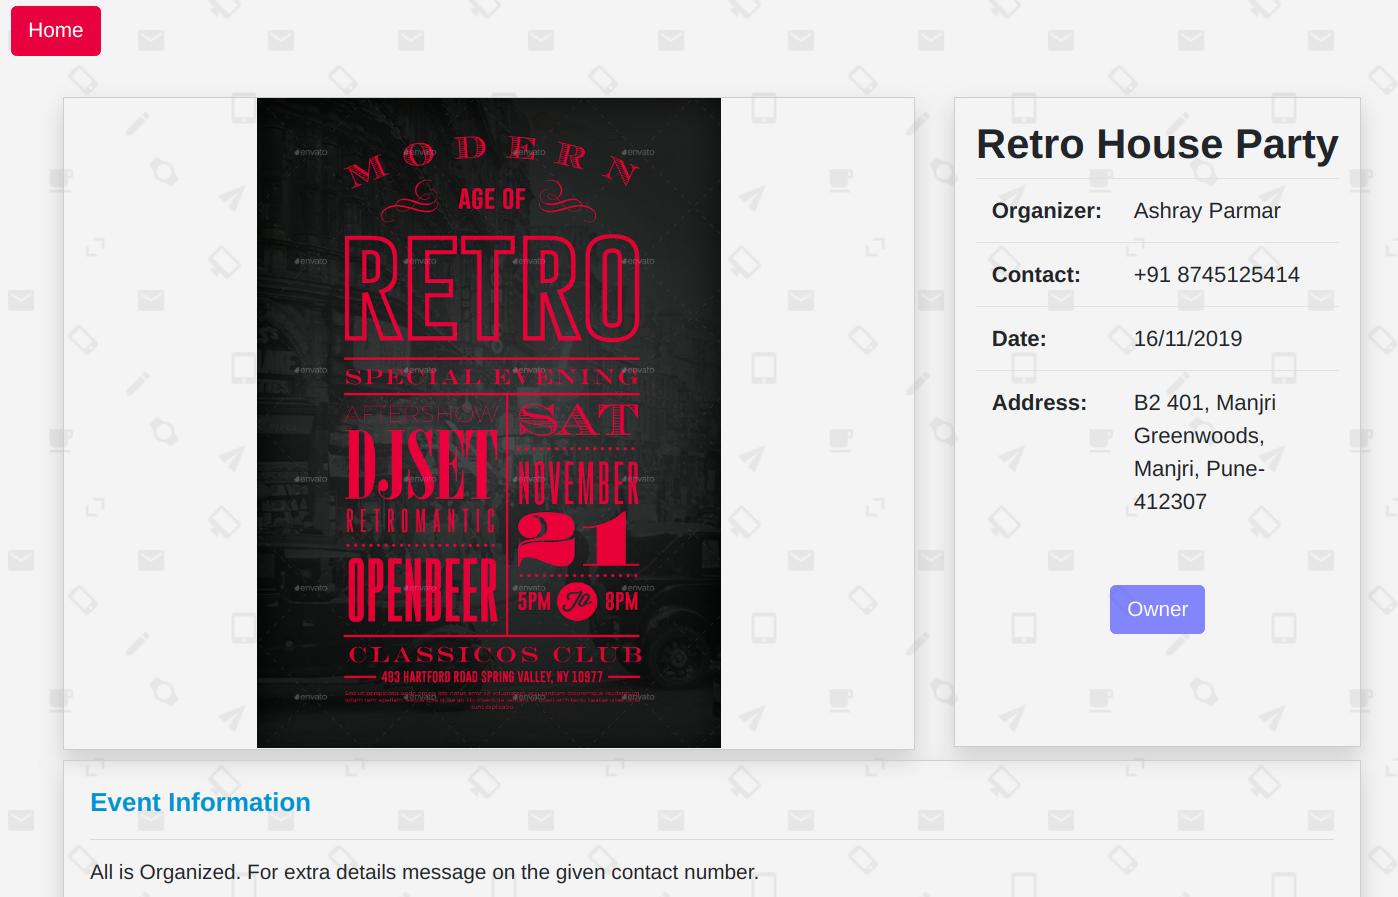 Home
MODERN
AGE OF
RETRO
SPECIAL EVENING
AFTERSHOW
DJSET
RETROMANTIC
OPENBEER
SAT
NOVEMBER
21
5PM To 8PM
CLASSICOS CLUB
493 HARTFORD ROAD SPRING VALLEY, NY 10977
envato
Retro House Party
Organizer: Ashray Parmar
Contact: +91 8745125414
Date: 16/11/2019
Address: B2 401, Manjri
Greenwoods,
Manjri, Pune-
412307
Owner
Event Information
All is Organized. For extra details message on the given contact number.